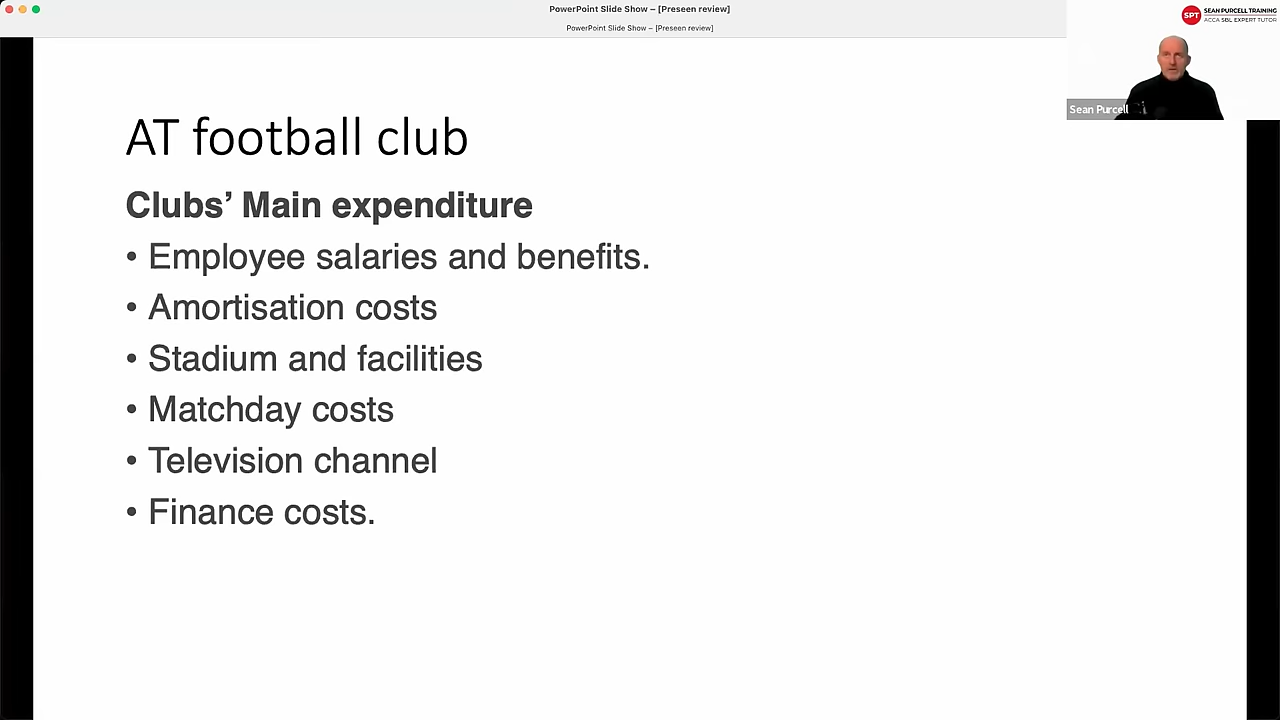 PowerPoint Slide Show – [Preseen review]
PowerPoint Slide Show – [Preseen review]
SPT
SEAN PURCELL TRAINING
ACCA SBL EXPERT TUTOR
Sean Purcell
AT football club
Clubs’ Main expenditure
• Employee salaries and benefits.
• Amortisation costs
• Stadium and facilities
• Matchday costs
• Television channel
• Finance costs.